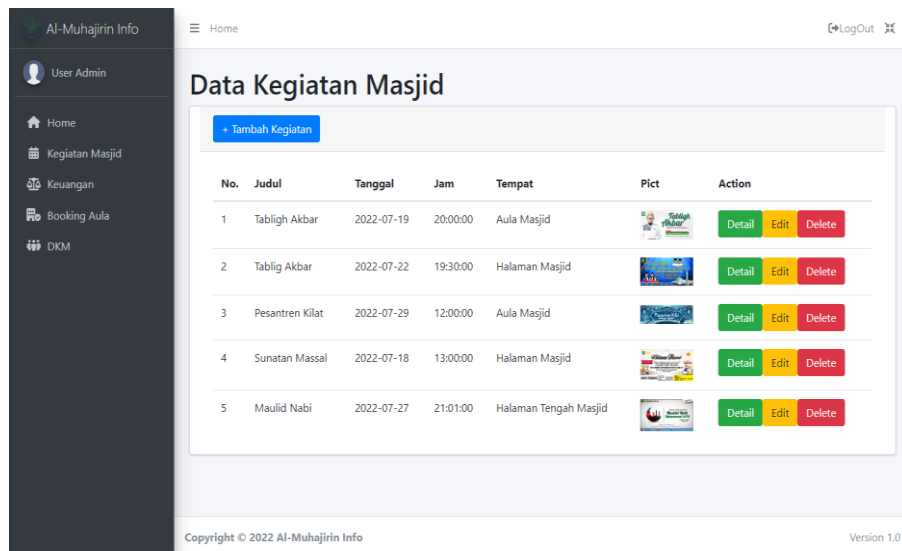 Al-Muhajirin Info
Home
LogOut
User Admin
Home
Kegiatan Masjid
Keuangan
Booking Aula
DKM
Data Kegiatan Masjid
+ Tambah Kegiatan
No. Judul Tanggal Jam Tempat Pict Action
1 Tabligh Akbar 2022-07-19 20:00:00 Aula Masjid Tabligh Akbar Detail Edit Delete
2 Tablig Akbar 2022-07-22 19:30:00 Halaman Masjid Detail Edit Delete
3 Pesantren Kilat 2022-07-29 12:00:00 Aula Masjid Detail Edit Delete
4 Sunatan Massal 2022-07-18 13:00:00 Halaman Masjid Detail Edit Delete
5 Maulid Nabi 2022-07-27 21:01:00 Halaman Tengah Masjid Detail Edit Delete
Copyright © 2022 Al-Muhajirin Info
Version 1.0